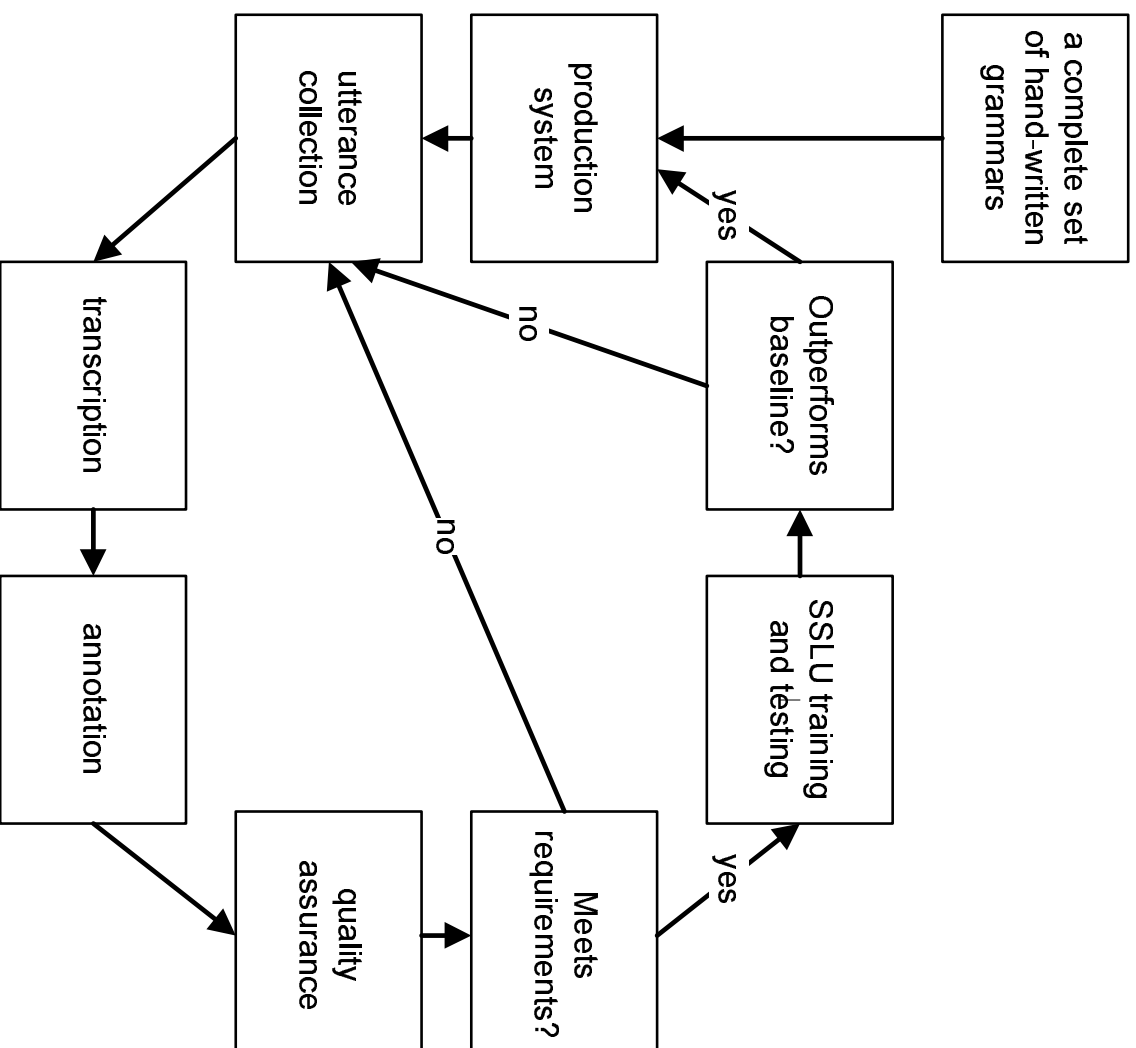 a complete set
of hand-written
grammars
production
system
utterance
collection
transcription
annotation
quality
assurance
Meets
requirements?
yes
no
SSLU training
and testing
Outperforms
baseline?
yes
no